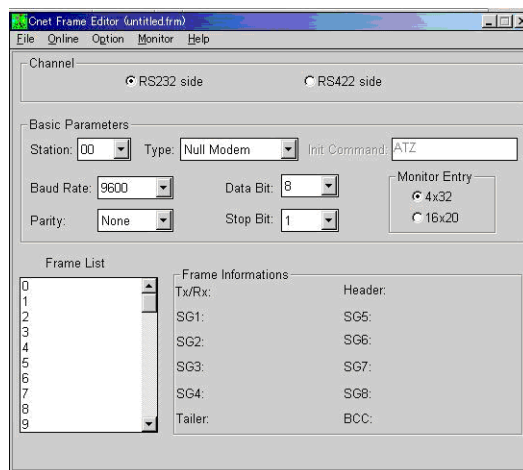 Cnet Frame Editor (untitled.frm)
File Online Option Monitor Help
Channel
RS232 side RS422 side
Basic Parameters
Station: 00 Type: Null Modem Init Command: ATZ
Monitor Entry
Baud Rate: 9600 Data Bit: 8 4x32
Parity: None Stop Bit: 1 16x20
Frame List
0
1
2
3
4
5
6
7
8
9
Frame Informations
Tx/Rx: Header:
SG1: SG5:
SG2: SG6:
SG3: SG7:
SG4: SG8:
Tailer: BCC: